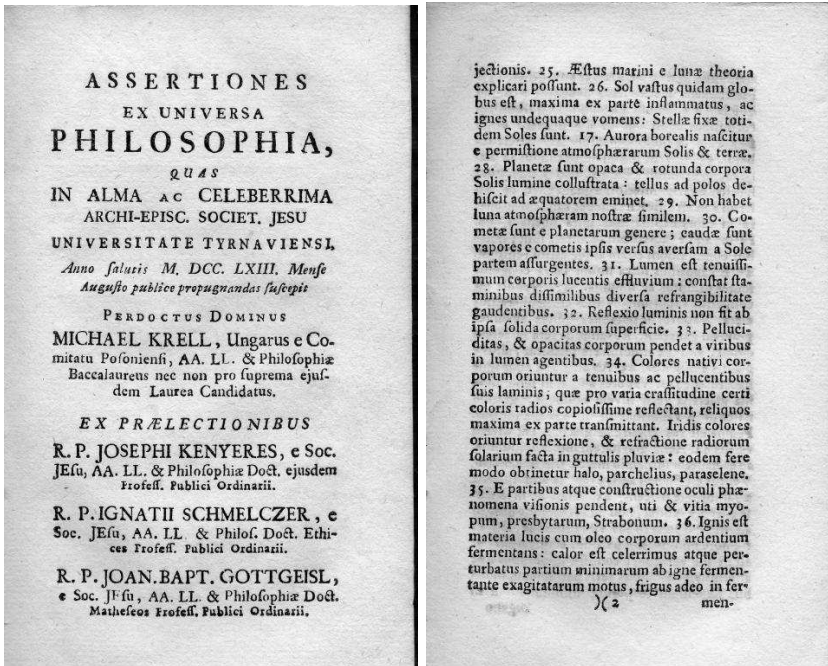 ASSERTIONES
EX UNIVERSA
PHILOSOPHIA,
QUAS
IN ALMA AC CELEBERRIMA
ARCHI-EPISC. SOCIET. JESU
UNIVERSITATE TYRNAVIENSI,
Anno salutis M. DCC. LXIII. Mense
Augusto publice propugnandas suscepit
PERDOCTUS DOMINUS
MICHAEL KRELL, Ungarus e Co-
mitatu Posoniensi, AA. LL. & Philosophiæ
Baccalaureus nec non pro suprema ejus-
dem Laurea Candidatus.
EX PRÆLECTIONIBUS
R. P. JOSEPHI KENYERES, e Soc.
JEsu, AA. LL. & Philosophiæ Doct. ejusdem
Profess. Publici Ordinarii.
R. P. IGNATII SCHMELCZER, e
Soc. JEsu, AA. LL. & Philos. Doct. Ethi-
ces Professs. Publici Ordinarii.
R. P. JOAN. BAPT. GOTTGEISL,
e Soc. JEsu, AA. LL. & Philosophiæ Doct.
Matheseos Professs. Publici Ordinarii.
jectionis. 25. Æstus marini e lunæ theoria
explicari possunt. 26. Sol vastus quidam glo-
bus est, maxima ex parte inflammatus, ac
ignes undequaque vomens: Stellæ fixæ toti-
dem Soles sunt. 17. Aurora borealis nascitur
e permistione atmosphærarum Solis & terræ.
28. Planetæ sunt opaca & rotunda corpora
Solis lumine collustrata: tellus ad polos de-
hiscit ad æquatorem eminet. 29. Non habet
luna atmosphæram nostræ similem. 30. Co-
metæ sunt e planetarum genere; caudæ sunt
vapores e cometis ipsis versus aversam a Sole
partem assurgentes. 31. Lumen est tenuissi-
mum corporis lucentis effluvium: constat sta-
minibus dissimilibus diversa refrangibilitate
gaudentibus. 32. Reflexio luminis non fit ab
ipsa solida corporum superficie. 33. Pelluci-
ditas, & opacitas corporum pendet a viribus
in lumen agentibus. 34. Colores nativi cor-
porum oriuntur a tenuibus ac pellucentibus
suis laminis, quæ pro varia crassitudine certi
coloris radios copiosissime reflectant, reliquos
maxima ex parte transmittant. Iridis colores
oriuntur reflexione, & refractione radiorum
solarium facta in guttulis pluviæ: eodem fere
modo obtinetur halo, parchelius, paraselene.
35. E partibus atque constructione oculi phæ-
nomena visionis pendent, uti & vitia myo-
pum, presbytarum, Strabonum. 36. Ignis est
materia lucis cum oleo corporum ardentium
fermentans: calor est celerrimus atque per-
turbatus partium minimarum ab igne fermen-
tante exagitatarum motus, frigus adeo in fer-
)( 2 men-